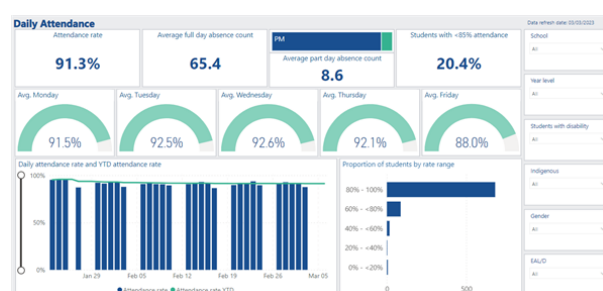 Daily Attendance
Data refresh date: 03/03/2023
Attendance rate
91.3%
Average full day absence count
65.4
PM
Average part day absence count
8.6
Students with <85% attendance
20.4%
School
All
Year level
All
Students with disability
All
Indigenous
All
Gender
All
EAL/D
All
Avg. Monday
91.5%
Avg. Tuesday
92.5%
Avg. Wednesday
92.6%
Avg. Thursday
92.1%
Avg. Friday
88.0%
Daily attendance rate and YTD attendance rate
100%
50%
0%
Jan 29 Feb 05 Feb 12 Feb 19 Feb 26 Mar 05
Attendance rate Attendance rate YTD
Proportion of students by rate range
80% - 100%
60% - <80%
40% - <60%
20% - <40%
0% - <20%
0 500